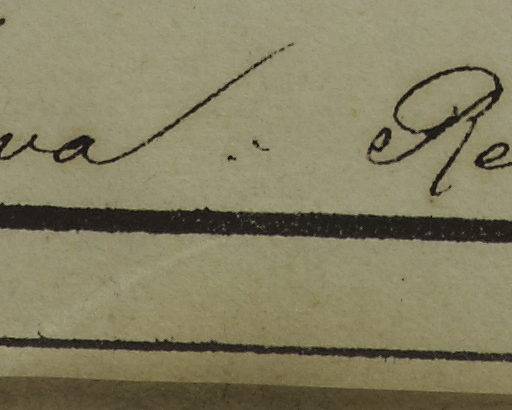 va : Re